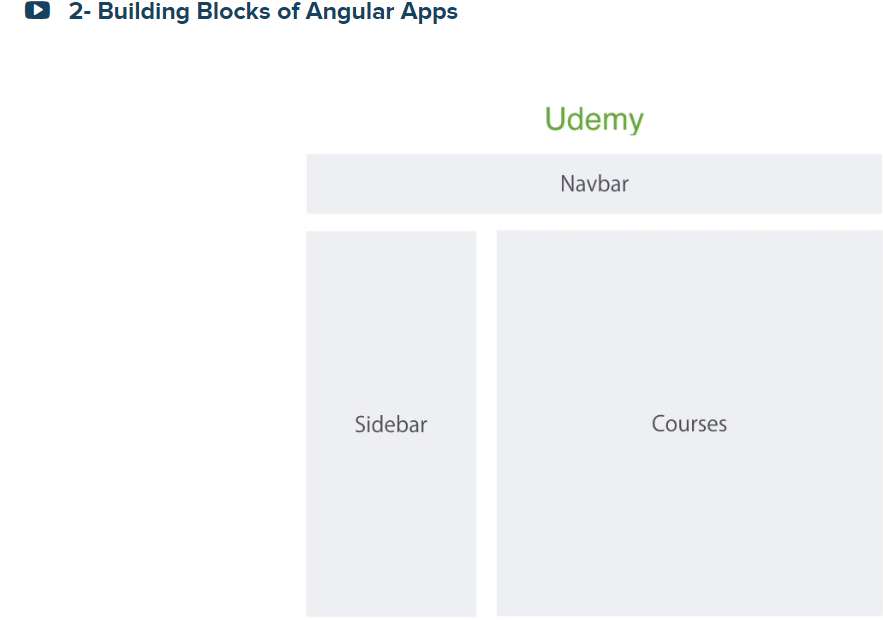 2- Building Blocks of Angular Apps
Udemy
Navbar
Sidebar
Courses